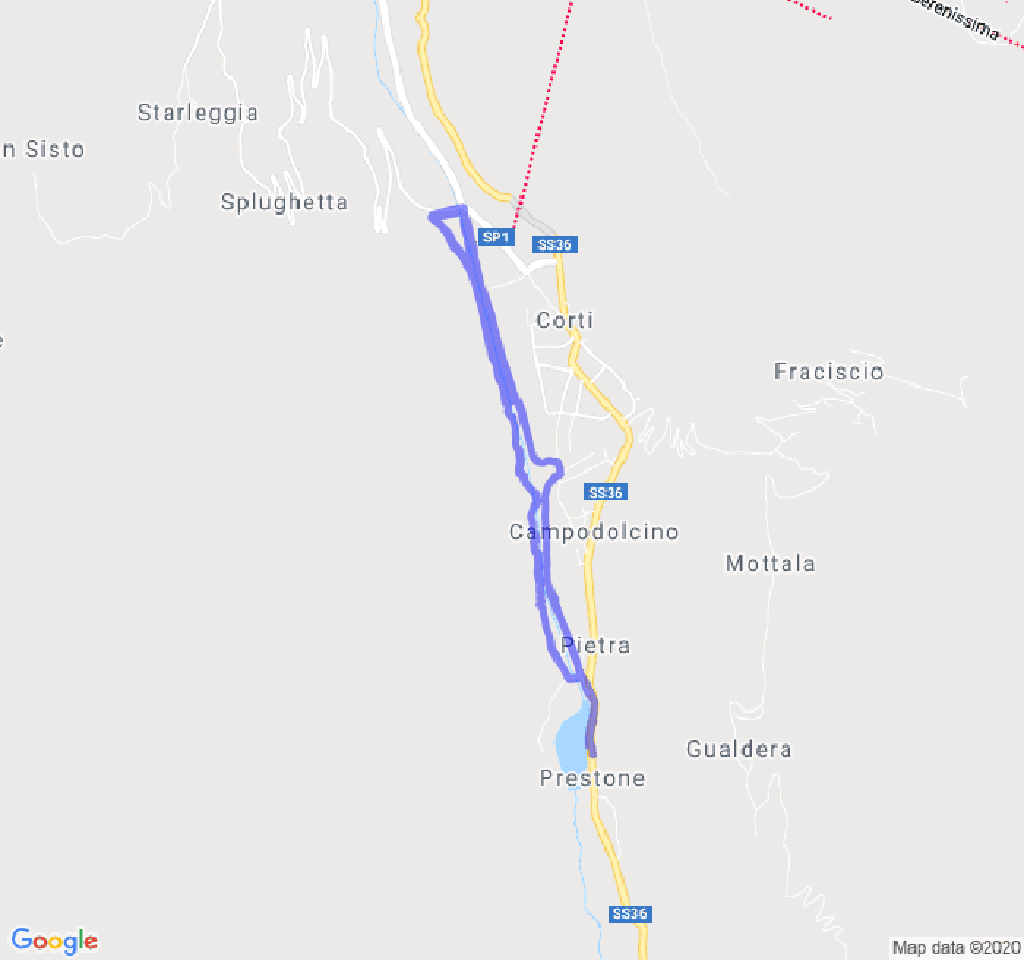 Serenissima
Starleggia
n Sisto
Splughetta
SP1
SS36
Corti
Fraciscio
SS36
Campodolcino
Mottala
Pietra
Gualdera
Prestone
SS36
Google
Map data ©2020